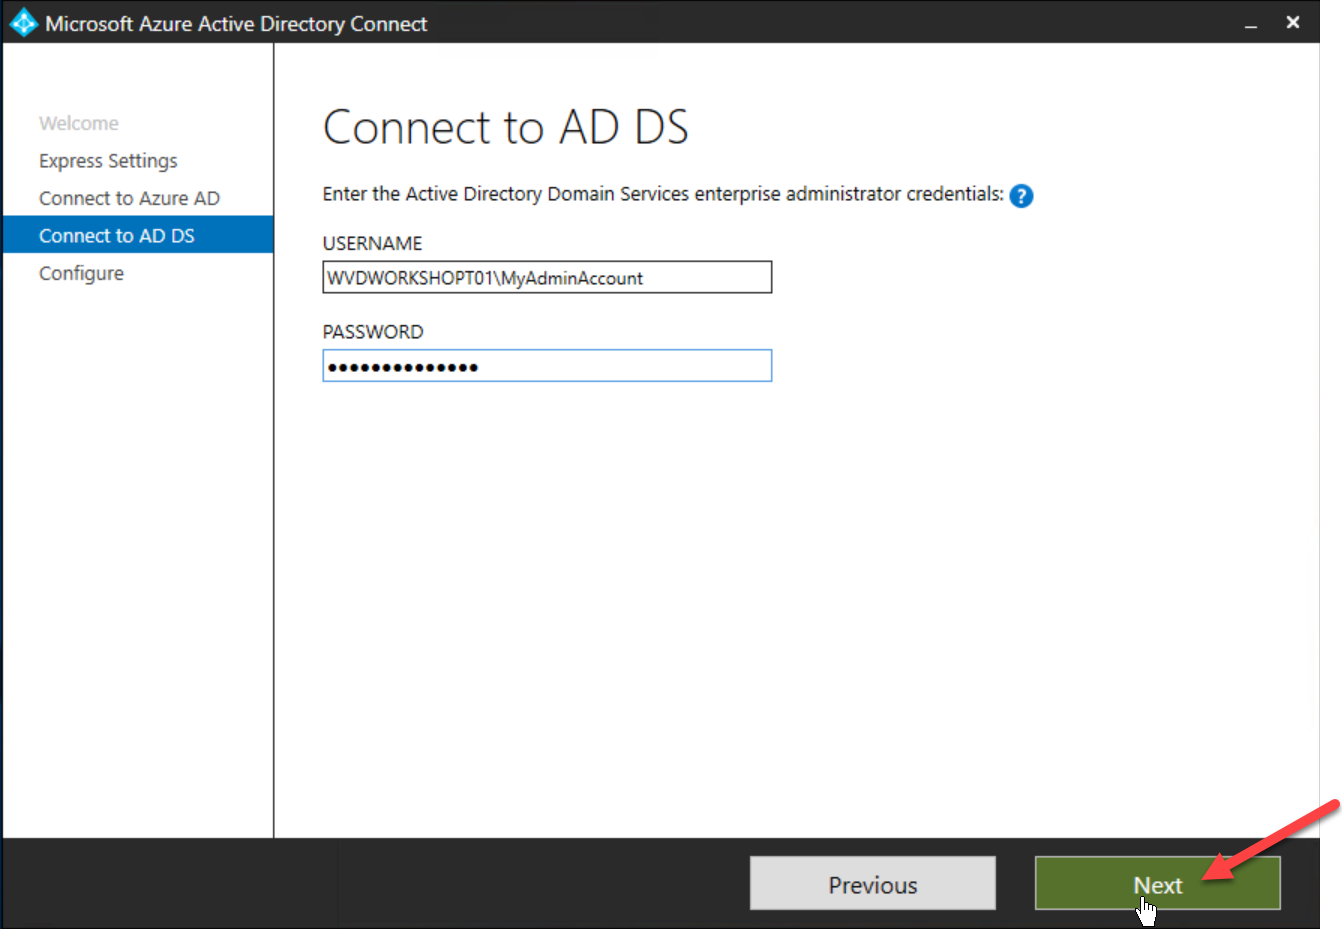 Microsoft Azure Active Directory Connect
Welcome
Express Settings
Connect to Azure AD
Connect to AD DS
Configure
Connect to AD DS
Enter the Active Directory Domain Services enterprise administrator credentials: ?
USERNAME
WVDWORKSHOPT01\MyAdminAccount
PASSWORD
••••••••••••••
Previous
Next